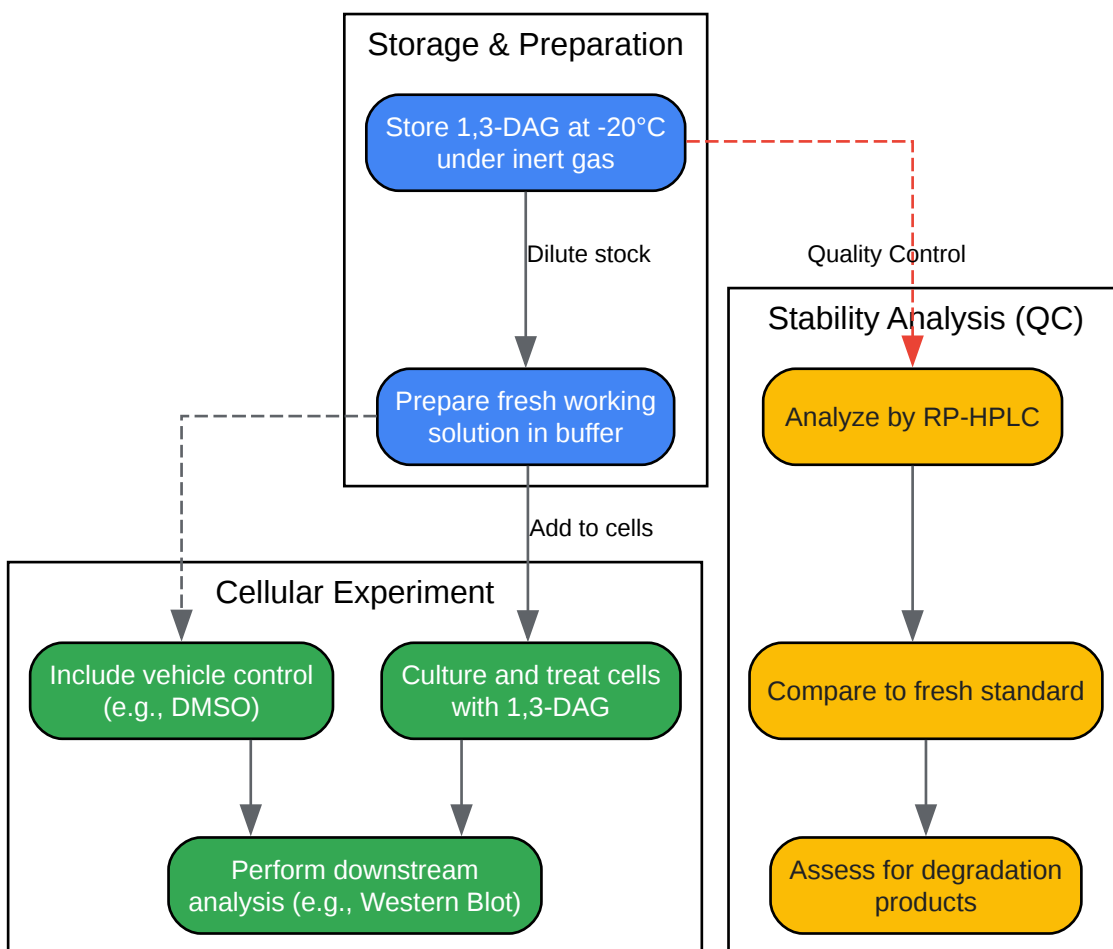 Storage & Preparation
Store 1,3-DAG at -20°C
under inert gas
Dilute stock
Quality Control
Stability Analysis (QC)
Prepare fresh working
solution in buffer
Analyze by RP-HPLC
Add to cells
Cellular Experiment
Include vehicle control
(e.g., DMSO)
Culture and treat cells
with 1,3-DAG
Compare to fresh standard
Perform downstream
analysis (e.g., Western Blot)
Assess for degradation
products